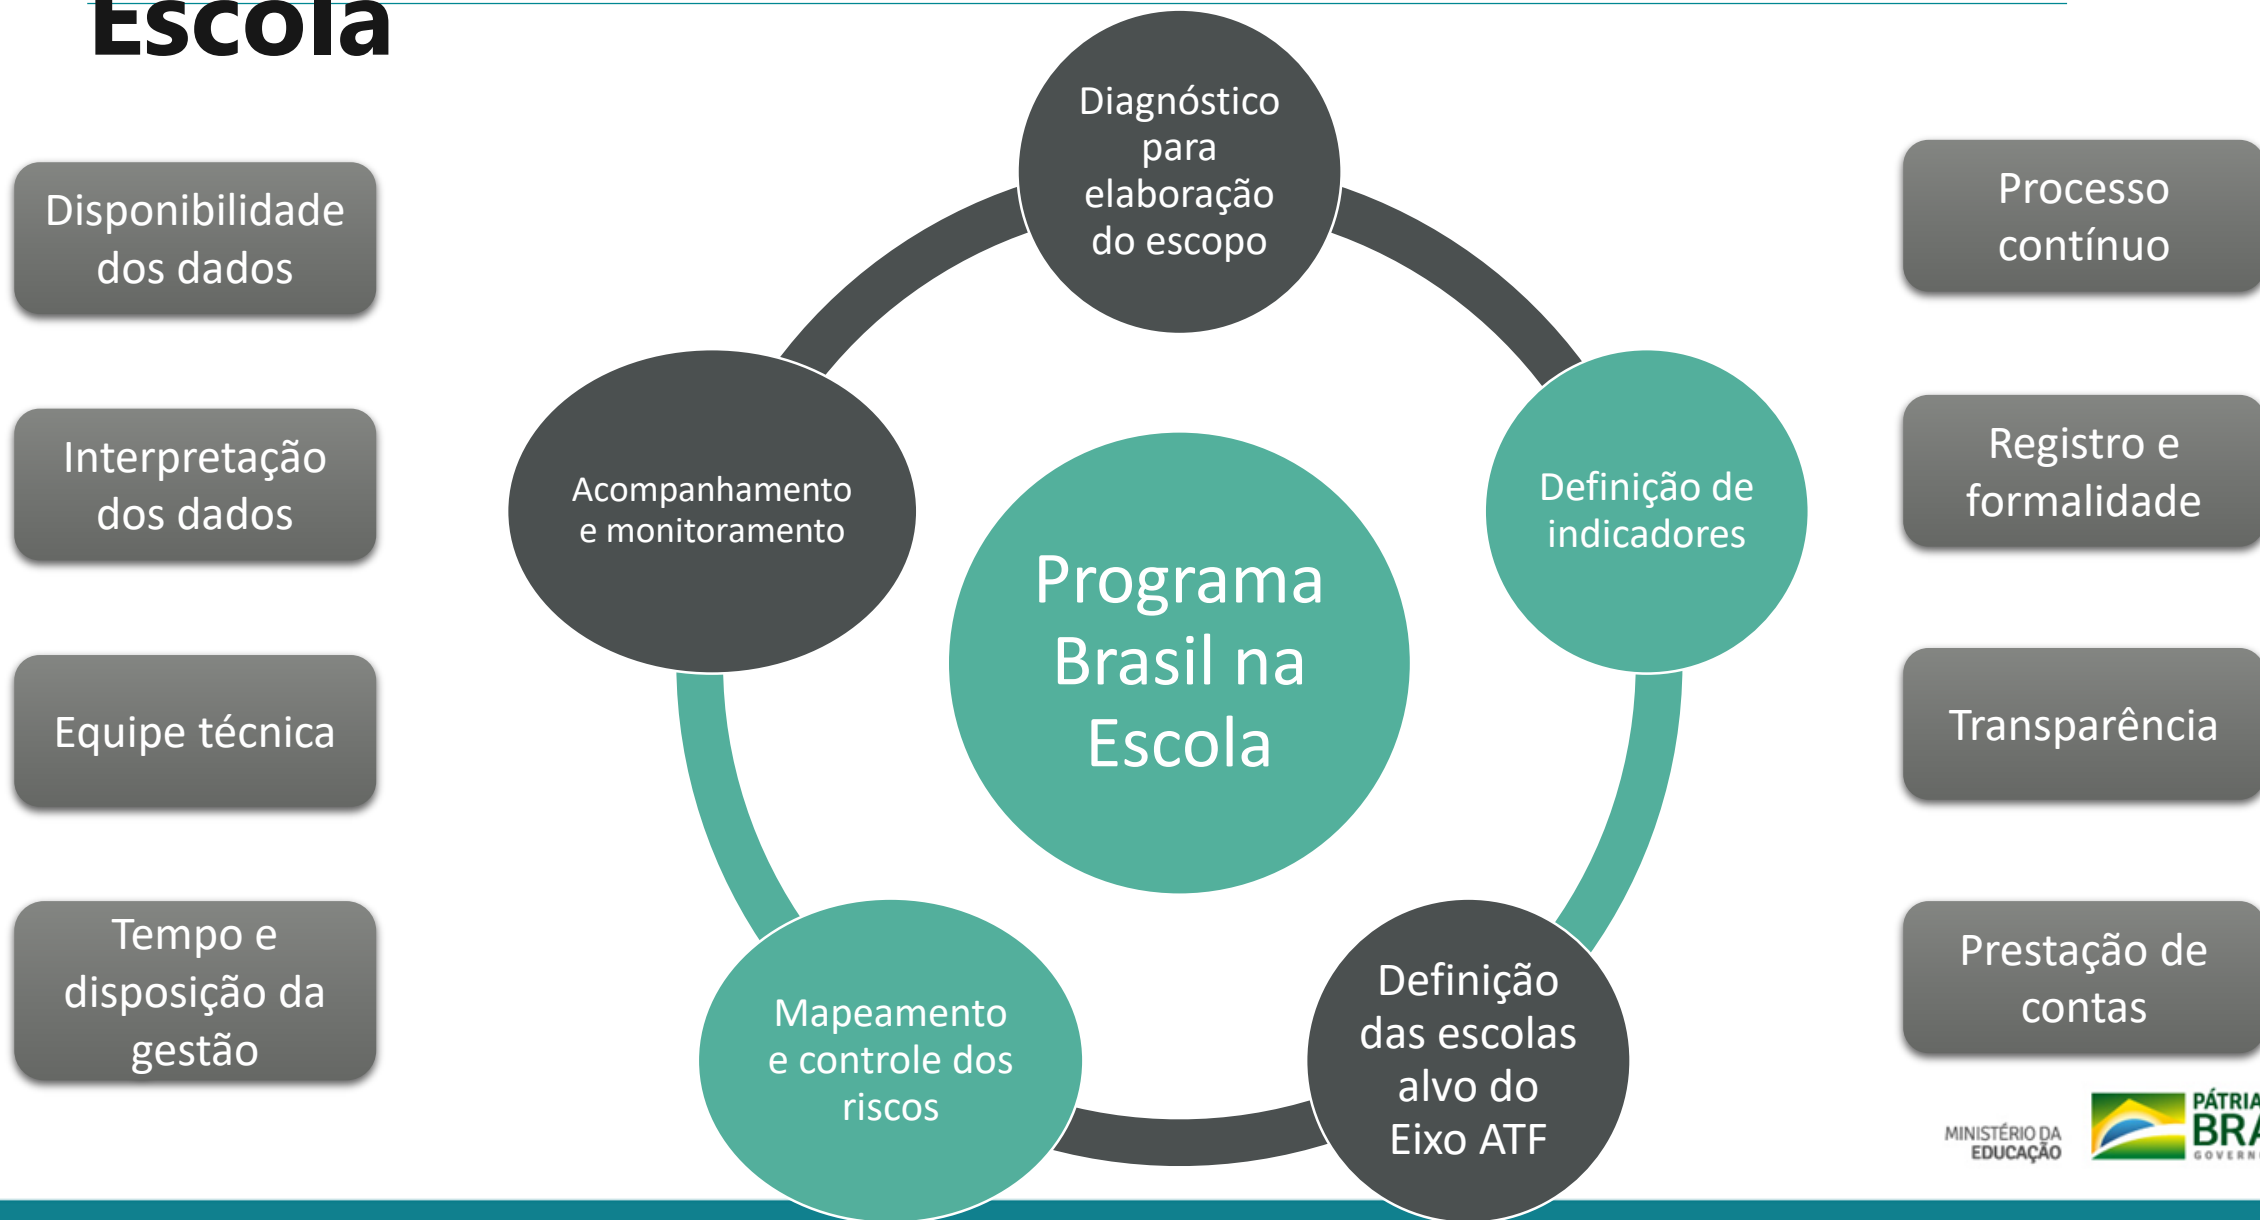 Escola
Disponibilidade
dos dados
Interpretação
dos dados
Equipe técnica
Tempo e
disposição da
gestão
Diagnóstico
para
elaboração
do escopo
Definição de
indicadores
Definição
das escolas
alvo do
Eixo ATF
Mapeamento
e controle dos
riscos
Acompanhamento
e monitoramento
Programa
Brasil na
Escola
Processo
contínuo
Registro e
formalidade
Transparência
Prestação de
contas
MINISTÉRIO DA
EDUCAÇÃO
PÁTRIA
BRA
GOVERN